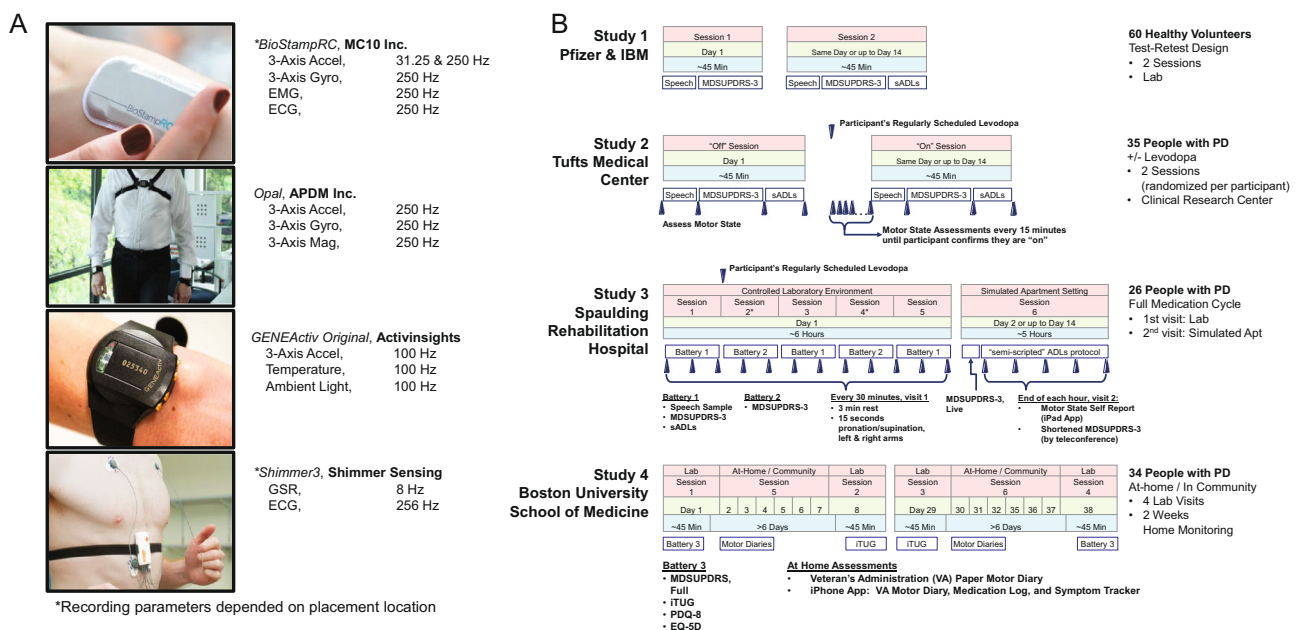 A
*BioStampRC, MC10 Inc.
3-Axis Accel, 31.25 & 250 Hz
3-Axis Gyro, 250 Hz
EMG, 250 Hz
ECG, 250 Hz
BioStampRC
Opal, APDM Inc.
3-Axis Accel, 250 Hz
3-Axis Gyro, 250 Hz
3-Axis Mag, 250 Hz
GENEActiv Original, Activinsights
3-Axis Accel, 100 Hz
Temperature, 100 Hz
Ambient Light, 100 Hz
025340
GENEActiv
*Shimmer3, Shimmer Sensing
GSR, 8 Hz
ECG, 256 Hz
*Recording parameters depended on placement location
B
Study 1
Pfizer & IBM
Session 1
Day 1
~45 Min
Speech MDSUPDRS-3
Session 2
Same Day or up to Day 14
~45 Min
Speech MDSUPDRS-3 sADLs
60 Healthy Volunteers
Test-Retest Design
• 2 Sessions
• Lab
Study 2
Tufts Medical
Center
Participant's Regularly Scheduled Levodopa
"Off" Session
Day 1
~45 Min
Speech MDSUPDRS-3 sADLs
Assess Motor State
"On" Session
Same Day or up to Day 14
~45 Min
Speech MDSUPDRS-3 sADLs
Motor State Assessments every 15 minutes
until participant confirms they are "on"
35 People with PD
+/- Levodopa
• 2 Sessions
(randomized per participant)
• Clinical Research Center
Study 3
Spaulding
Rehabilitation
Hospital
Participant's Regularly Scheduled Levodopa
Controlled Laboratory Environment
Session Session Session Session Session
1 2* 3 4* 5
Day 1
~6 Hours
Battery 1 Battery 2 Battery 1 Battery 2 Battery 1
Simulated Apartment Setting
Session
6
Day 2 or up to Day 14
~5 Hours
"semi-scripted" ADLs protocol
Battery 1
• Speech Sample
• MDSUPDRS-3
• sADLs
Battery 2
• MDSUPDRS-3
Every 30 minutes, visit 1
• 3 min rest
• 15 seconds
pronation/supination,
left & right arms
MDSUPDRS-3,
Live
End of each hour, visit 2:
• Motor State Self Report
(iPad App)
• Shortened MDSUPDRS-3
(by teleconference)
26 People with PD
Full Medication Cycle
• 1st visit: Lab
• 2nd visit: Simulated Apt
Study 4
Boston University
School of Medicine
Lab At-Home / Community Lab
Session Session Session
1 5 2
Day 1 2 3 4 5 6 7 8
~45 Min >6 Days ~45 Min
Battery 3 Motor Diaries iTUG
Lab At-Home / Community Lab
Session Session Session
3 6 4
Day 29 30 31 32 35 36 37 38
~45 Min >6 Days ~45 Min
iTUG Motor Diaries Battery 3
Battery 3
• MDSUPDRS,
Full
• iTUG
• PDQ-8
• EQ-5D
At Home Assessments
• Veteran's Administration (VA) Paper Motor Diary
• iPhone App: VA Motor Diary, Medication Log, and Symptom Tracker
34 People with PD
At-home / In Community
• 4 Lab Visits
• 2 Weeks
Home Monitoring